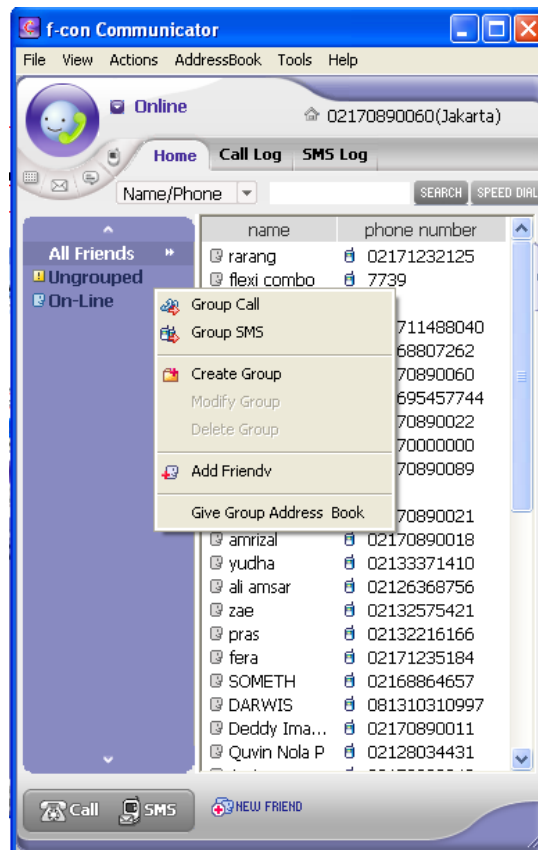 f-con Communicator
File View Actions AddressBook Tools Help
Online
02170890060(Jakarta)
Home Call Log SMS Log
Name/Phone SEARCH SPEED DIAL
name phone number
All Friends
Ungrouped
On-Line
rarang 02171232125
flexi combo 7739
Group Call
Group SMS
Create Group
Modify Group
Delete Group
Add Friendv
Give Group Address Book
711488040
68807262
70890060
695457744
70890022
70000000
70890089
70890021
amrizal 02170890018
yudha 02133371410
ali amsar 02126368756
zae 02132575421
pras 02132216166
fera 02171235184
SOMETH 02168864657
DARWIS 081310310997
Deddy Ima... 02170890011
Quvin Nola P 02128034431
Call SMS NEW FRIEND